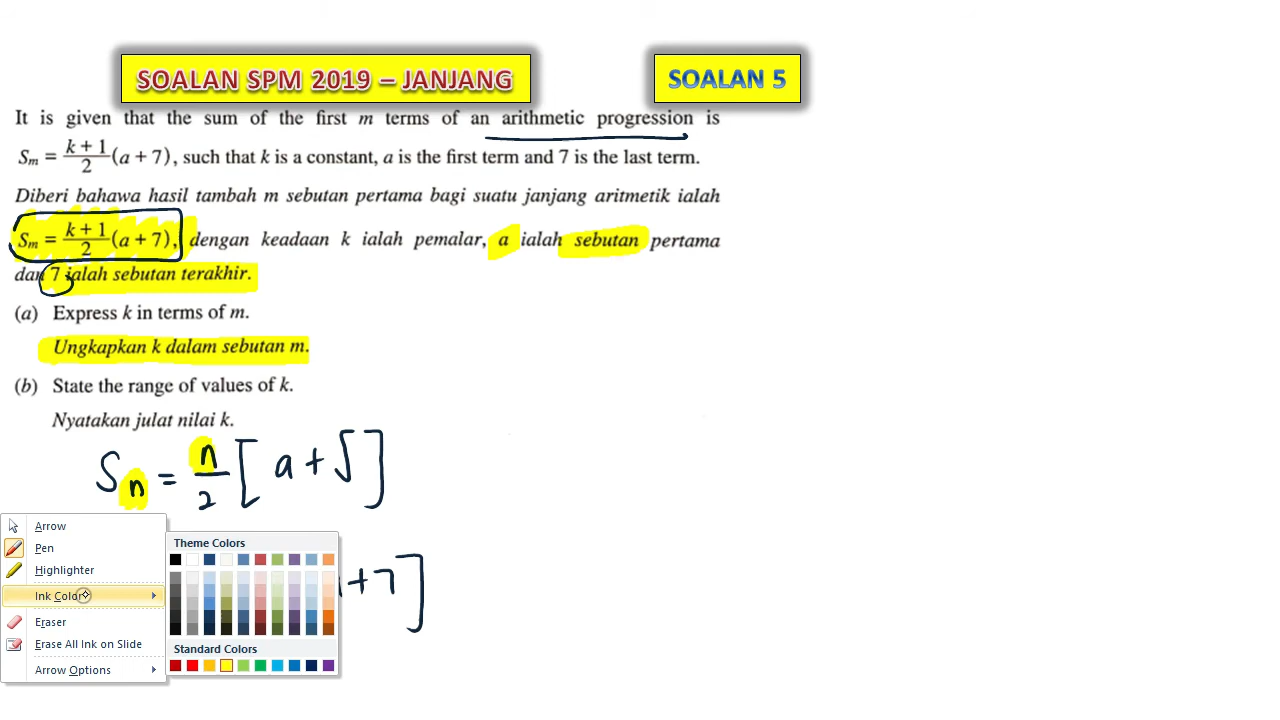 SOALAN SPM 2019 – JANJANG
SOALAN 5
It is given that the sum of the first m terms of an arithmetic progression is
Sm = k + 1 / 2 (a + 7), such that k is a constant, a is the first term and 7 is the last term.
Diberi bahawa hasil tambah m sebutan pertama bagi suatu janjang aritmetik ialah
Sm = k + 1 / 2 (a + 7), dengan keadaan k ialah pemalar, a ialah sebutan pertama
dan 7 ialah sebutan terakhir.
(a) Express k in terms of m.
Ungkapkan k dalam sebutan m.
(b) State the range of values of k.
Nyatakan julat nilai k.
Sn = n / 2 [ a + l ]
+ 7 ]
Arrow
Pen
Highlighter
Ink Color
Eraser
Erase All Ink on Slide
Arrow Options
Theme Colors
Standard Colors